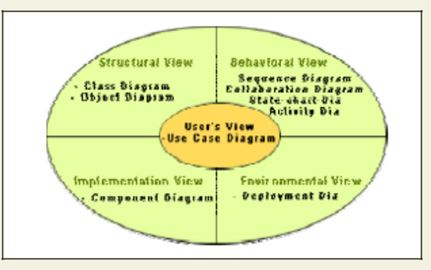 Structural View
- Class Diagram
- Object Diagram
Behavioral View
Sequence Diagram
Collaboration Diagram
State-chart Dia
Activity Dia
User's View
-Use Case Diagram
Implementation View
- Component Diagram
Environmental View
- Deployment Dia